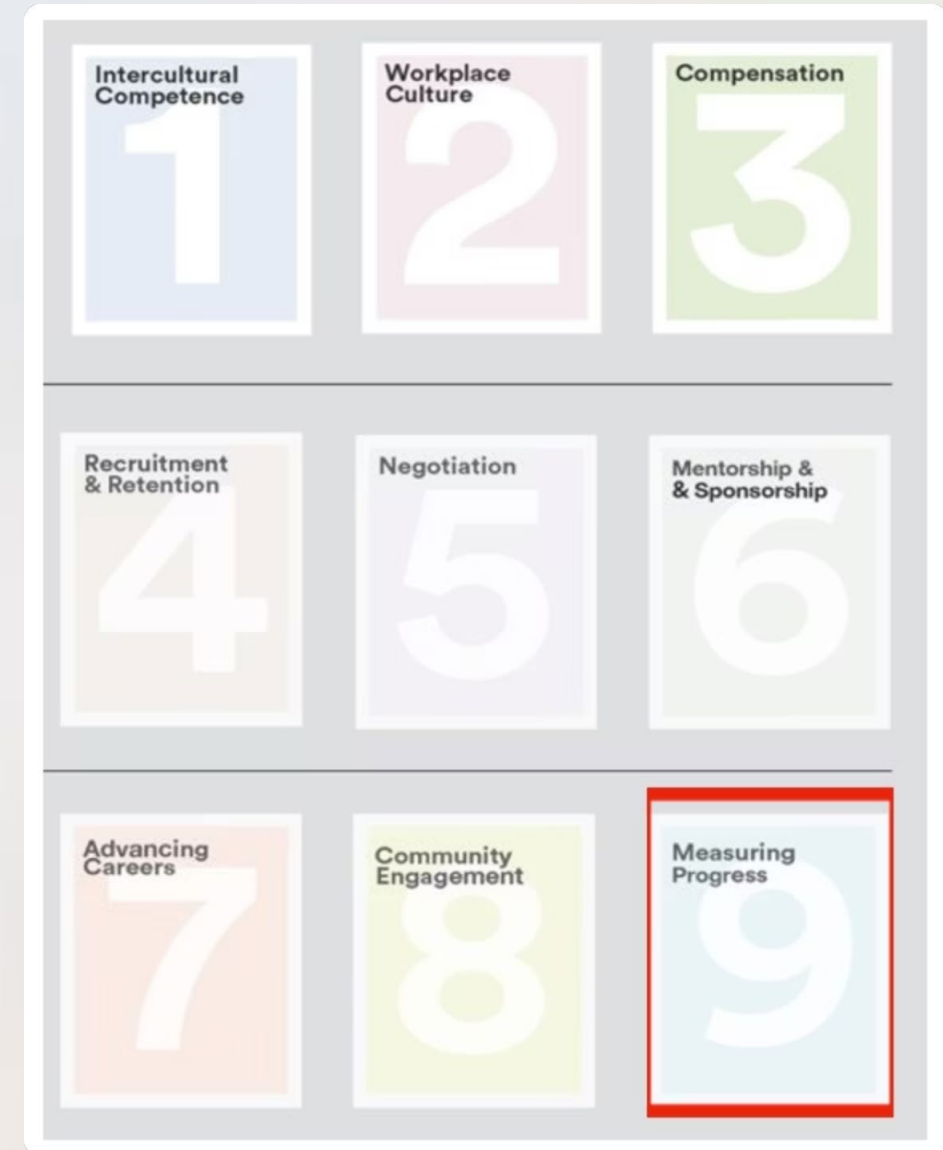 Intercultural
Competence
1
Workplace
Culture
2
Compensation
3
Recruitment
& Retention
4
Negotiation
5
Mentorship &
& Sponsorship
6
Advancing
Careers
7
Community
Engagement
8
Measuring
Progress
9